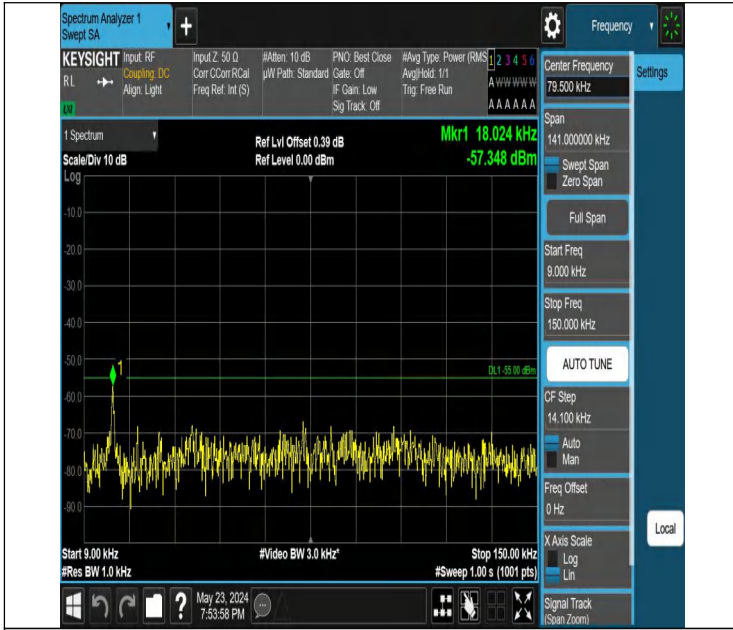 Spectrum Analyzer 1
Swept SA
Frequency
KEYSIGHT
RL
LXI
Input: RF
Coupling: DC
Align: Light
Input Z: 50 Ω
Corr CCorr RCal
Freq Ref: Int (S)
#Atten: 10 dB
µW Path: Standard
PNO: Best Close
Gate: Off
IF Gain: Low
Sig Track: Off
#Avg Type: Power (RMS
Avg|Hold: 1/1
Trig: Free Run
1 2 3 4 5 6
A W W W W W
A A A A A A
1 Spectrum
Scale/Div 10 dB
Log
Ref Lvl Offset 0.39 dB
Ref Level 0.00 dBm
Mkr1 18.024 kHz
-57.348 dBm
-10.0
-20.0
-30.0
-40.0
-50.0
-60.0
-70.0
-80.0
-90.0
1
DL1 -55.00 dBm
Start 9.00 kHz
#Res BW 1.0 kHz
#Video BW 3.0 kHz*
Stop 150.00 kHz
#Sweep 1.00 s (1001 pts)
May 23, 2024
7:53:58 PM
Center Frequency
79.500 kHz
Settings
Span
141.000000 kHz
Swept Span
Zero Span
Full Span
Start Freq
9.000 kHz
Stop Freq
150.000 kHz
AUTO TUNE
CF Step
14.100 kHz
Auto
Man
Freq Offset
0 Hz
X Axis Scale
Log
Lin
Local
Signal Track
(Span Zoom)